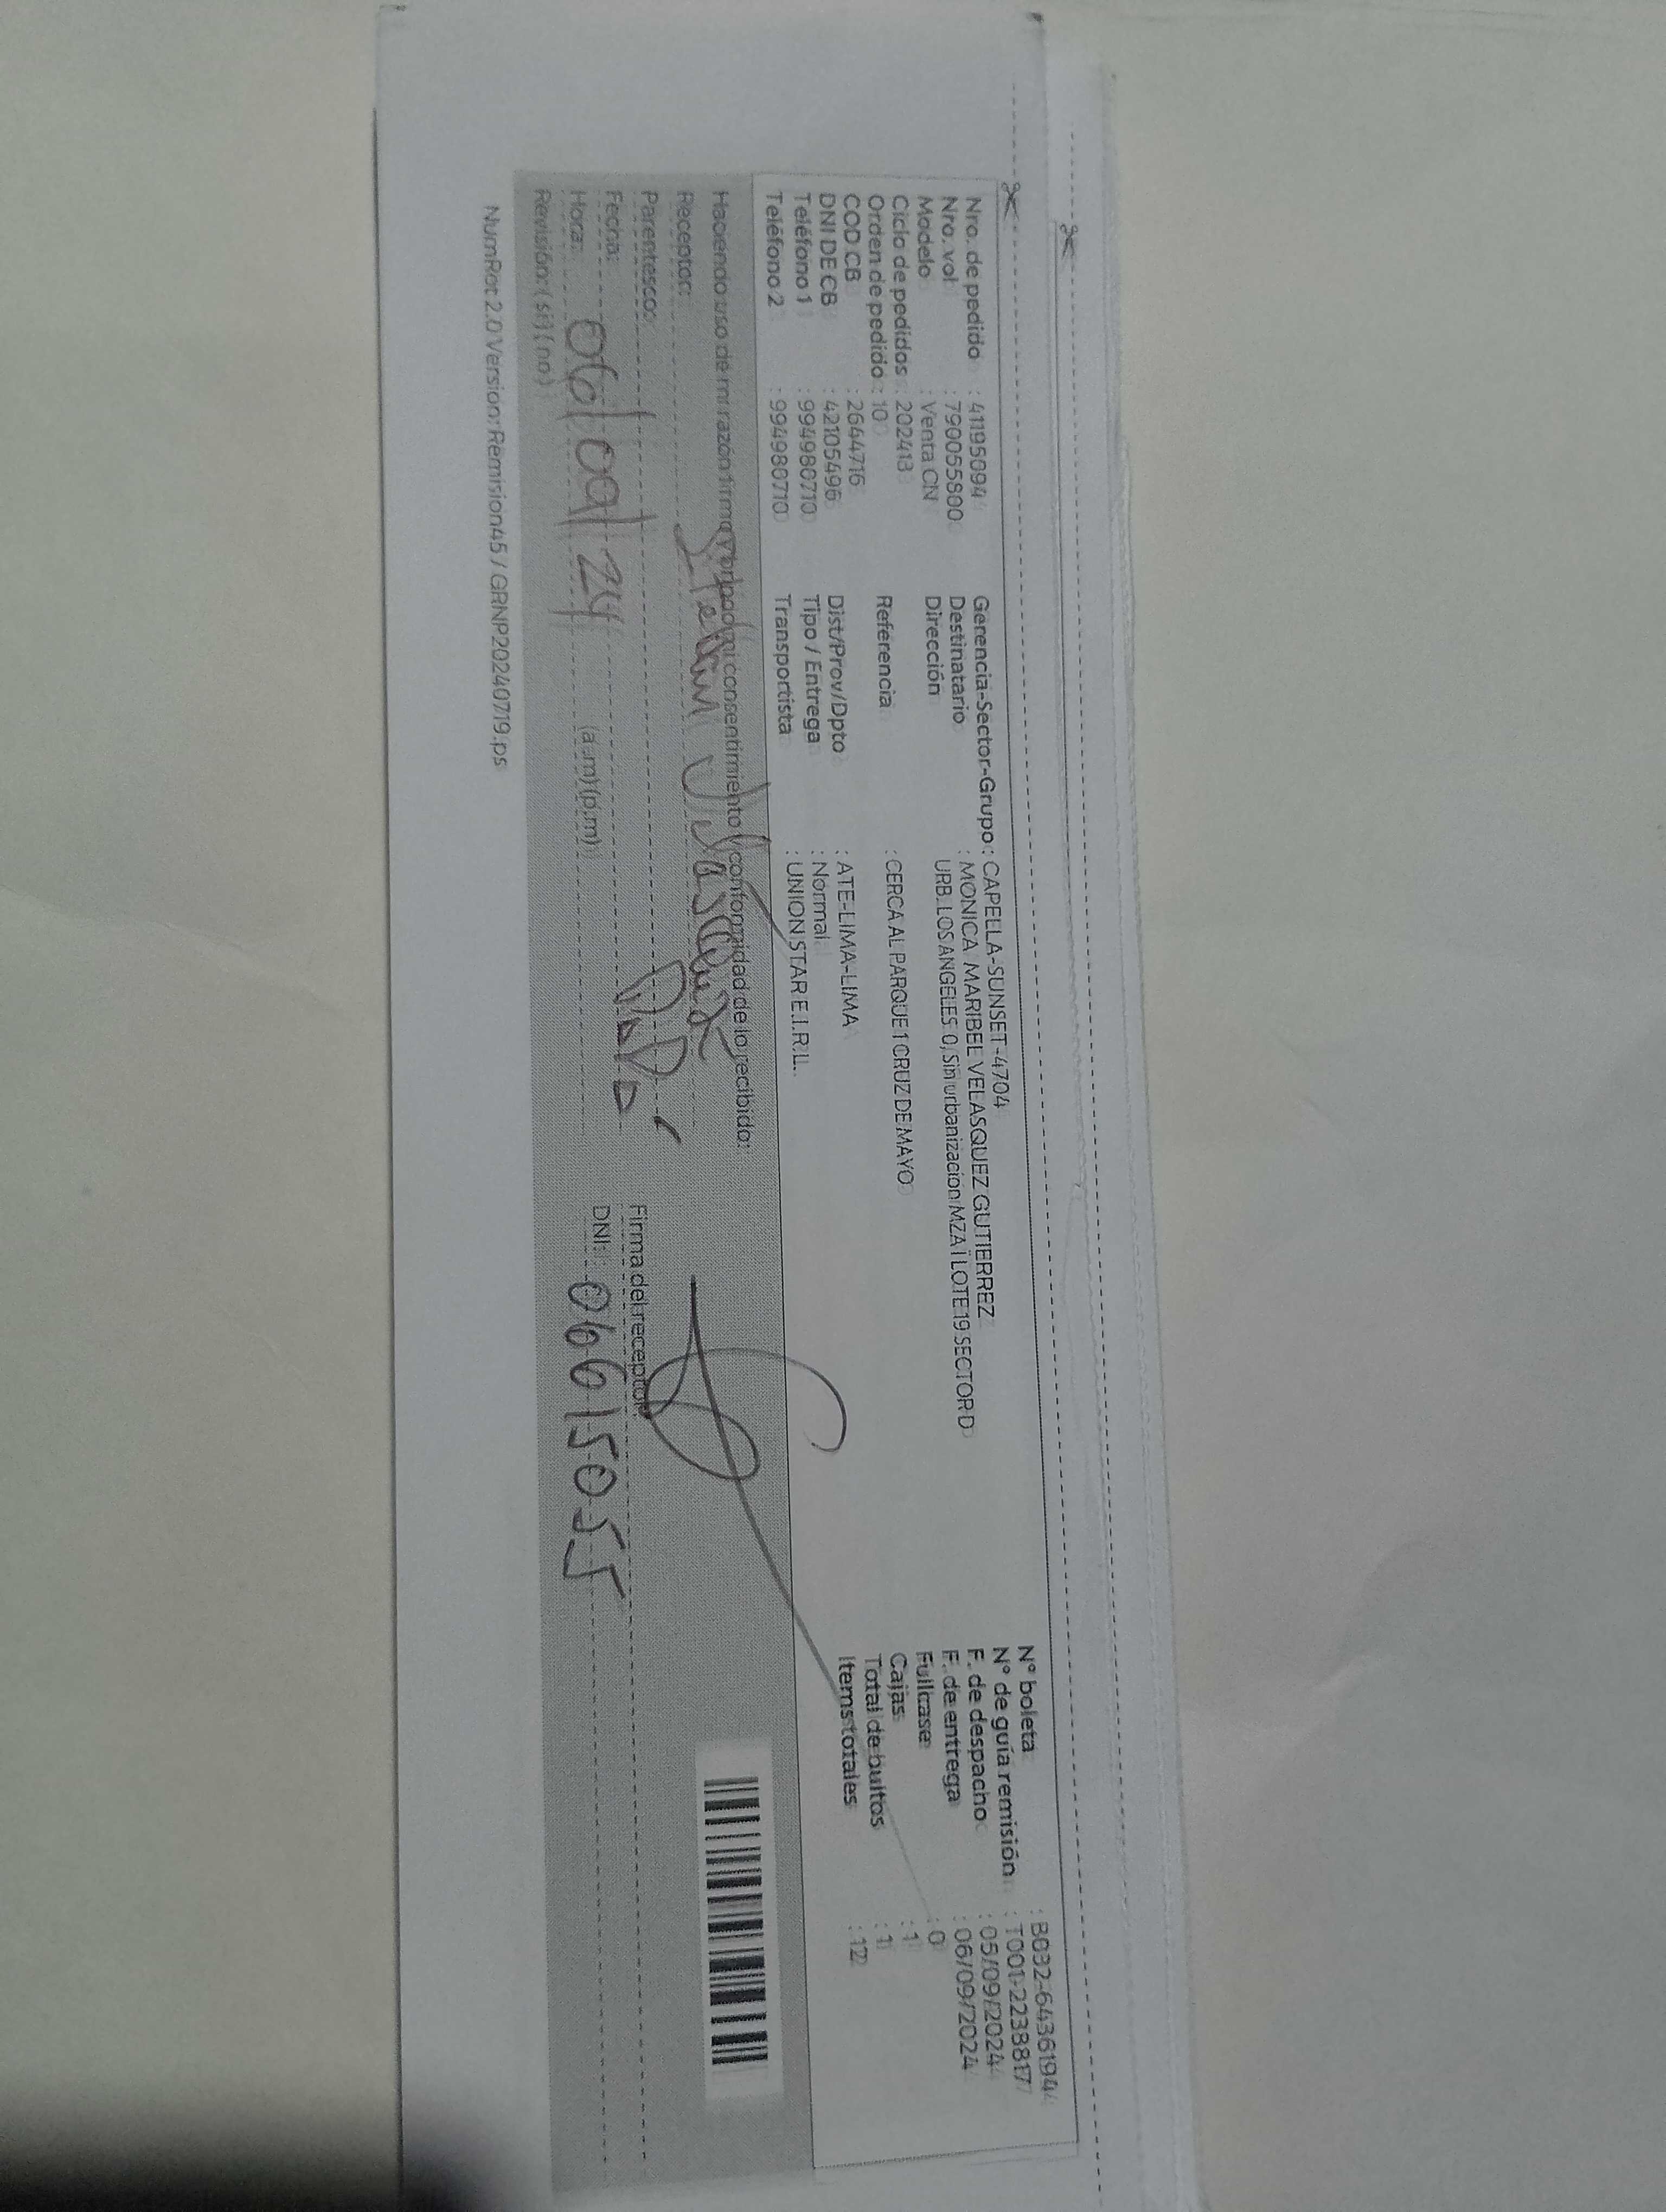 Nro. de pedido : 41195094
Nro. vol : 790055800
Modelo : Venta CN
Ciclo de pedidos : 202413
Orden de pedido : 10
COD CB : 2644716
DNI DE CB : 42105496
Teléfono 1 : 994980710
Teléfono 2 : 994980710
Gerencia-Sector-Grupo : CAPELLA-SUNSET-4704
Destinatario : MONICA MARIBEL VELASQUEZ GUTIERREZ
Dirección URB. LOS ANGELES 0, Sin urbanización MZA I LOTE 19 SECTOR D
Referencia : CERCA AL PARQUE 1 CRUZ DE MAYO
Dist/Prov/Dpto : ATE-LIMA-LIMA
Tipo / Entrega : Normal
Transportista : UNION STAR E.I.R.L.
N° boleta : B032-6436194
N° de guía remisión : T001-2238817
F. de despacho : 05/09/2024
F. de entrega : 06/09/2024
Fullcase : 0
Cajas : 1
Total de bultos : 1
Items totales : 12
Haciendo uso de mi razón firmo y brindo mi consentimiento y conformidad de lo recibido:
Receptor:
Parentesco:
Fecha:
Hora: 06/09/24 (a.m) (p.m)
Revisión: ( si ) ( no )
Firma del receptor:
DNI: 06615055
NumRot 2.0 Version: Remision45 / GRNP20240719.ps